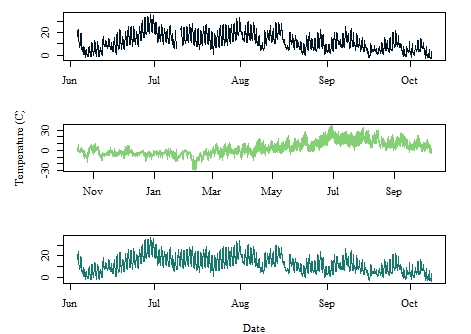 20
0
Jun Jul Aug Sep Oct
Temperature (C)
30
0
-30
Nov Jan Mar May Jul Sep
20
0
Jun Jul Aug Sep Oct
Date